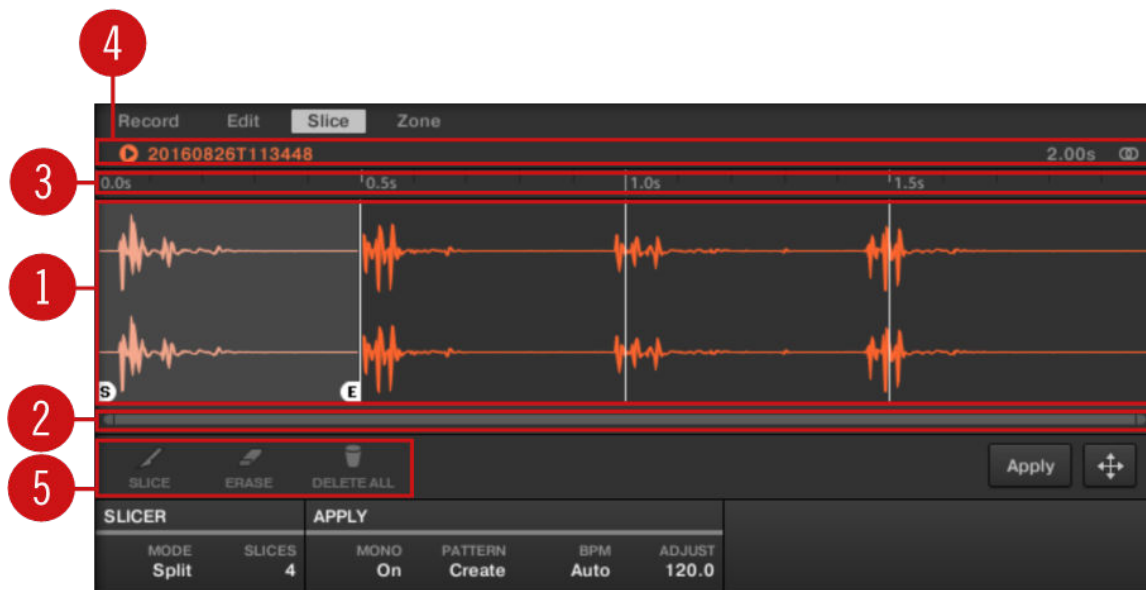 4
Record Edit Slice Zone
20160826T113448 2.00s
3
0.0s 0.5s 1.0s 1.5s
1
S E
2
5
SLICE ERASE DELETE ALL Apply
SLICER APPLY
MODE SLICES MONO PATTERN BPM ADJUST
Split 4 On Create Auto 120.0